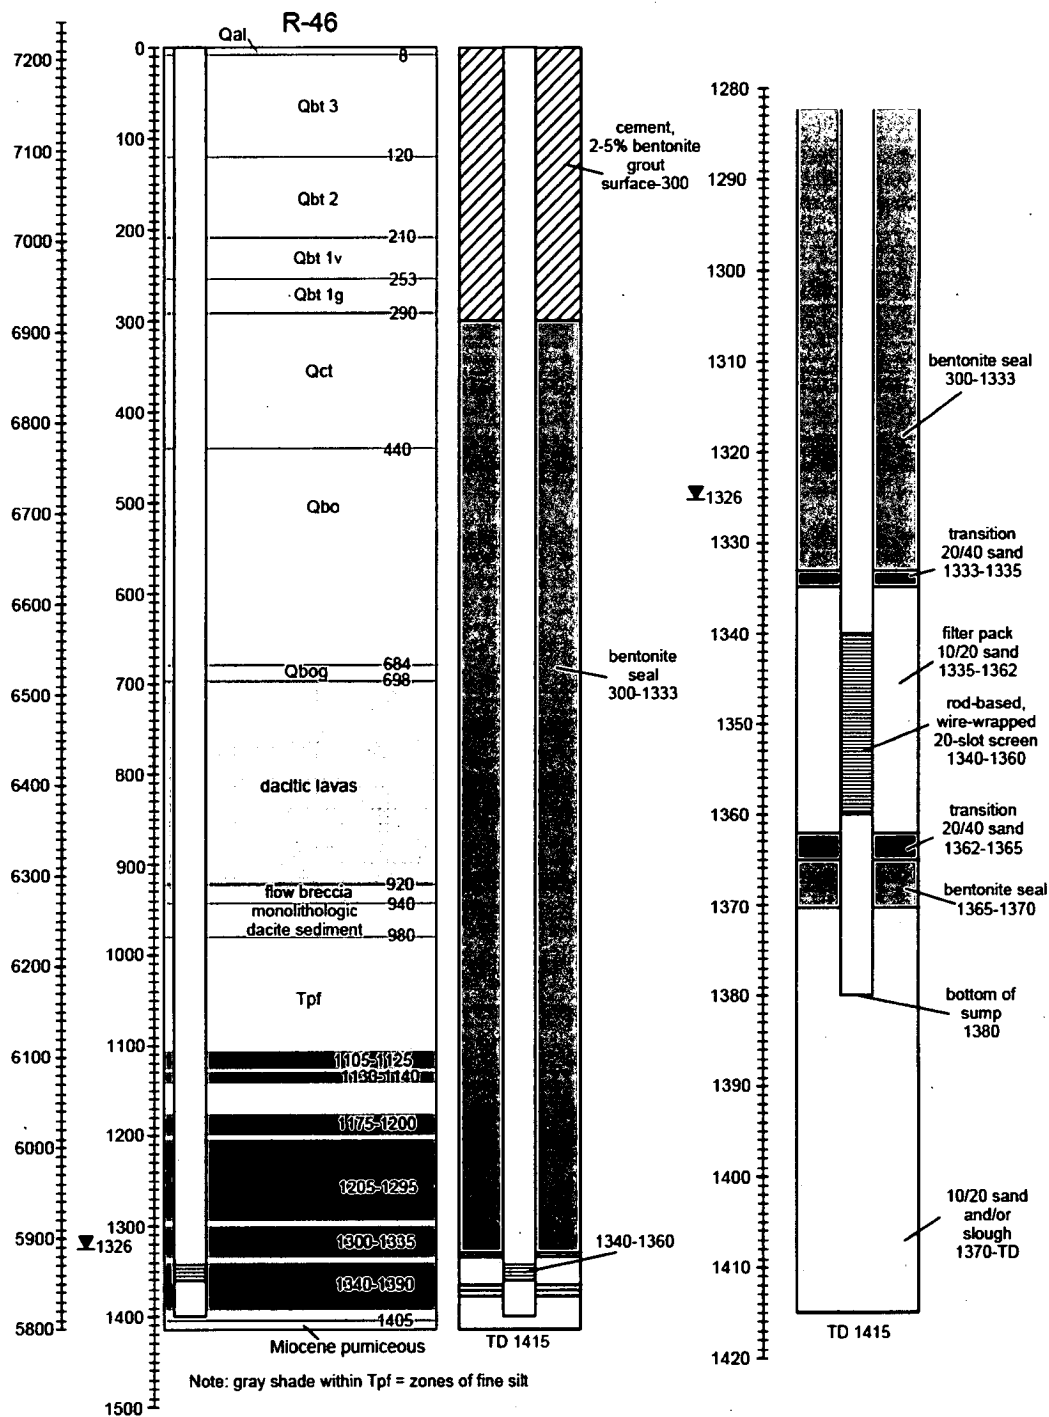 R-46
Qal
8
Qbt 3
120
Qbt 2
210
Qbt 1v
253
Qbt 1g
290
Qct
440
Qbo
684
Qbog
698
dacitic lavas
920
flow breccia
940
monolithologic
dacite sediment
980
Tpf
1105-1125
1130-1140
1175-1200
1205-1295
1300-1335
1340-1390
1405
Miocene pumiceous
Note: gray shade within Tpf = zones of fine silt
7200
7100
7000
6900
6800
6700
6600
6500
6400
6300
6200
6100
6000
5900
5800
1326
0
100
200
300
400
500
600
700
800
900
1000
1100
1200
1300
1400
1500
cement,
2-5% bentonite
grout
surface-300
bentonite
seal
300-1333
1340-1360
TD 1415
1280
1290
1300
1310
1320
1330
1340
1350
1360
1370
1380
1390
1400
1410
1420
1326
bentonite seal
300-1333
transition
20/40 sand
1333-1335
filter pack
10/20 sand
1335-1362
rod-based,
wire-wrapped
20-slot screen
1340-1360
transition
20/40 sand
1362-1365
bentonite seal
1365-1370
bottom of
sump
1380
10/20 sand
and/or
slough
1370-TD
TD 1415